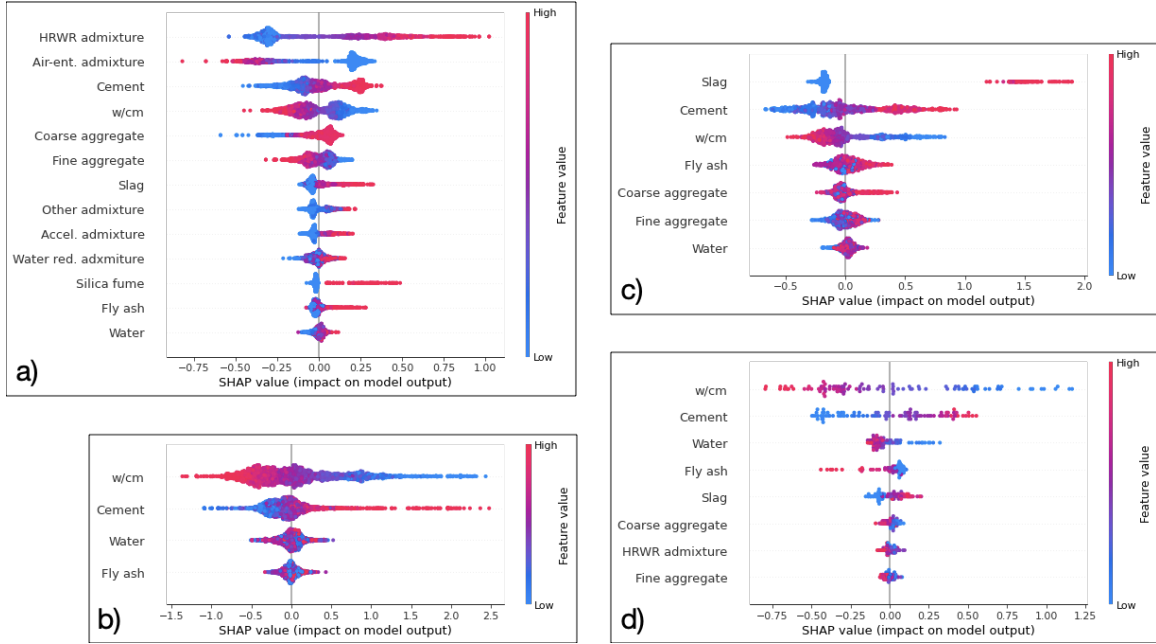 HRWR admixture
Air-ent. admixture
Cement
w/cm
Coarse aggregate
Fine aggregate
Slag
Other admixture
Accel. admixture
Water red. adxmiture
Silica fume
Fly ash
Water
−0.75 −0.50 −0.25 0.00 0.25 0.50 0.75 1.00
SHAP value (impact on model output)
High
Feature value
Low
a)
w/cm
Cement
Water
Fly ash
−1.5 −1.0 −0.5 0.0 0.5 1.0 1.5 2.0 2.5
SHAP value (impact on model output)
High
Feature value
Low
b)
Slag
Cement
w/cm
Fly ash
Coarse aggregate
Fine aggregate
Water
−0.5 0.0 0.5 1.0 1.5 2.0
SHAP value (impact on model output)
High
Feature value
Low
c)
w/cm
Cement
Water
Fly ash
Slag
Coarse aggregate
HRWR admixture
Fine aggregate
−0.75 −0.50 −0.25 0.00 0.25 0.50 0.75 1.00 1.25
SHAP value (impact on model output)
High
Feature value
Low
d)